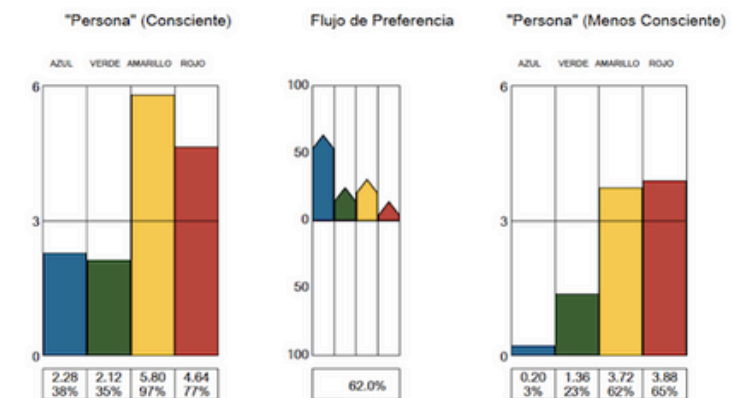 "Persona" (Consciente)
Flujo de Preferencia
"Persona" (Menos Consciente)
AZUL VERDE AMARILLO ROJO
AZUL VERDE AMARILLO ROJO
6
3
0
2.28 2.12 5.80 4.64
38% 35% 97% 77%
100
50
0
50
100
62.0%
6
3
0
0.20 1.36 3.72 3.88
3% 23% 62% 65%